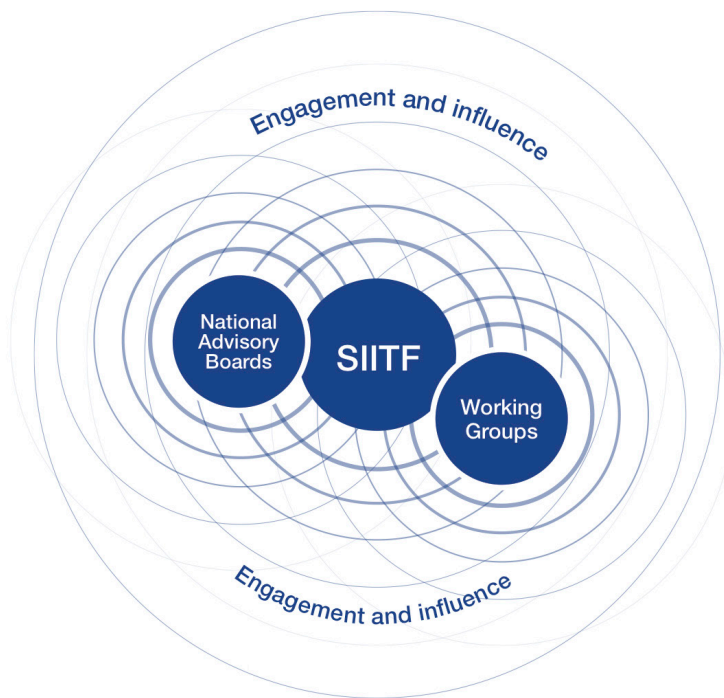 Engagement and influence
National
Advisory
Boards
SIITF
Working
Groups
Engagement and influence